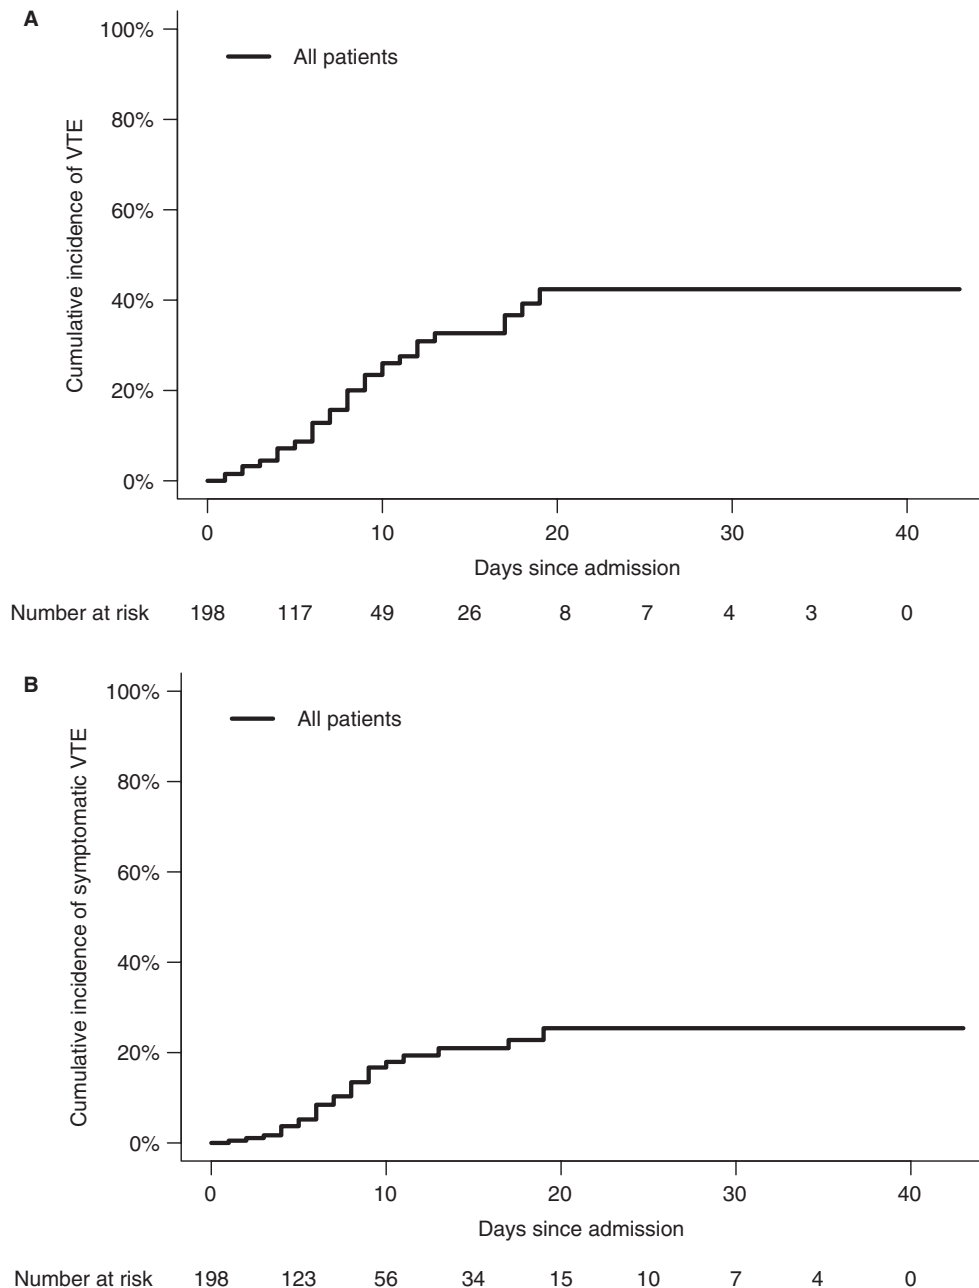 A
100%
All patients
80%
60%
40%
20%
0%
Cumulative incidence of VTE
0 10 20 30 40
Days since admission
Number at risk 198 117 49 26 8 7 4 3 0
B
100%
All patients
80%
60%
40%
20%
0%
Cumulative incidence of symptomatic VTE
0 10 20 30 40
Days since admission
Number at risk 198 123 56 34 15 10 7 4 0